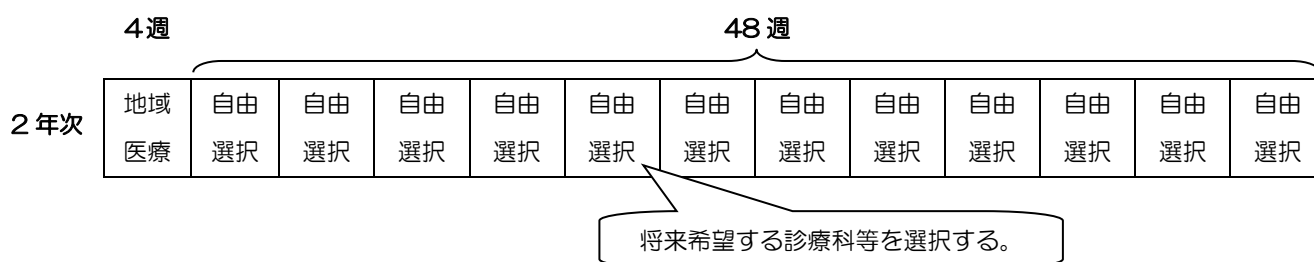 4週 48週
2年次
地域 自由 自由 自由 自由 自由 自由 自由 自由 自由 自由 自由 自由
医療 選択 選択 選択 選択 選択 選択 選択 選択 選択 選択 選択 選択
将来希望する診療科等を選択する。